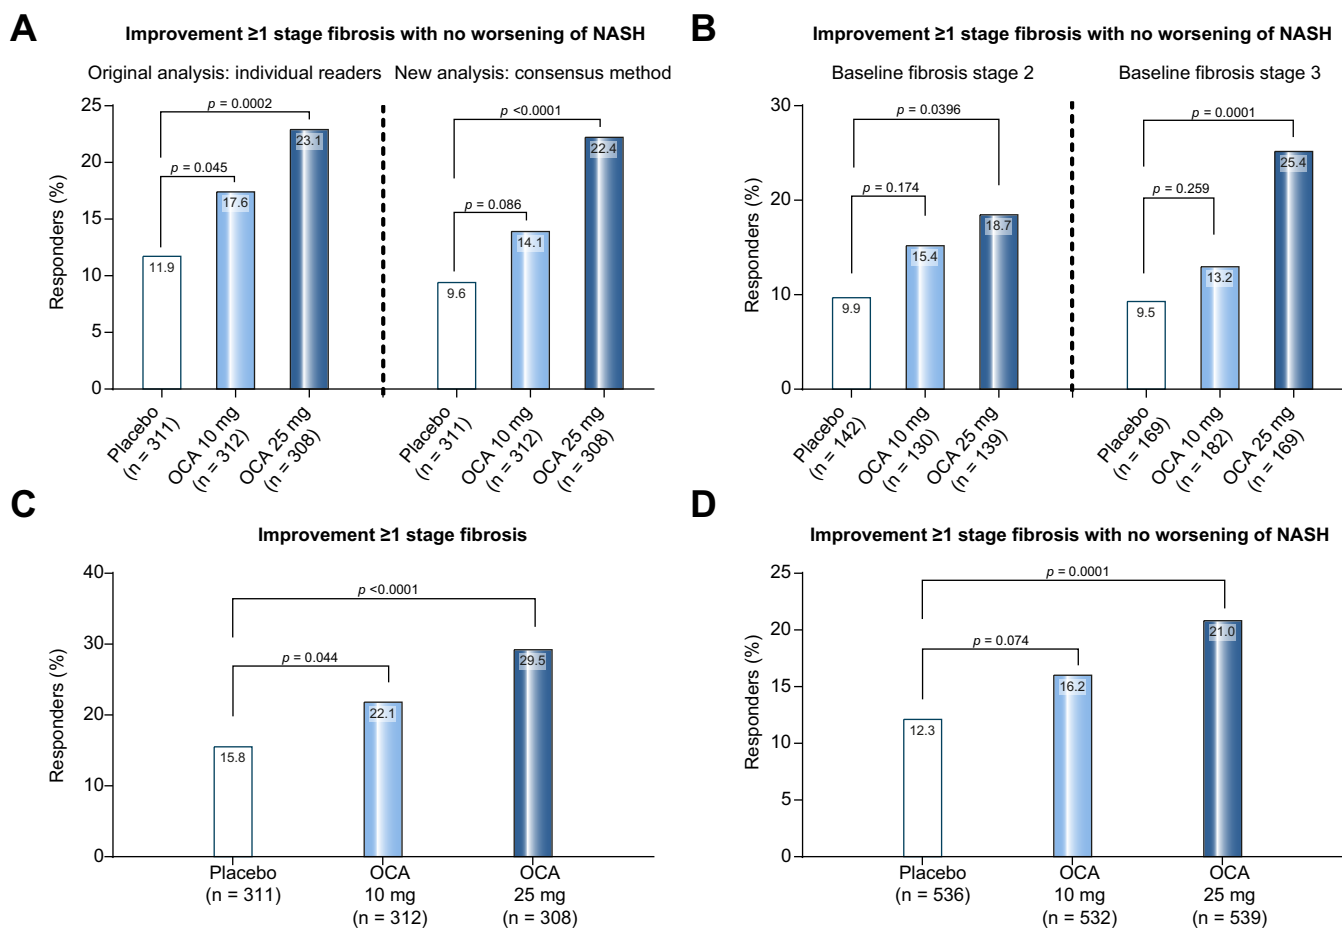 A
Improvement ≥1 stage fibrosis with no worsening of NASH
Original analysis: individual readers
New analysis: consensus method
Responders (%)
25
20
15
10
5
0
p = 0.0002
p = 0.045
11.9
17.6
23.1
p <0.0001
p = 0.086
9.6
14.1
22.4
Placebo
(n = 311)
OCA 10 mg
(n = 312)
OCA 25 mg
(n = 308)
Placebo
(n = 311)
OCA 10 mg
(n = 312)
OCA 25 mg
(n = 308)
B
Improvement ≥1 stage fibrosis with no worsening of NASH
Baseline fibrosis stage 2
Baseline fibrosis stage 3
Responders (%)
30
20
10
0
p = 0.0396
p = 0.174
9.9
15.4
18.7
p = 0.0001
p = 0.259
9.5
13.2
25.4
Placebo
(n = 142)
OCA 10 mg
(n = 130)
OCA 25 mg
(n = 139)
Placebo
(n = 169)
OCA 10 mg
(n = 182)
OCA 25 mg
(n = 169)
C
Improvement ≥1 stage fibrosis
Responders (%)
40
30
20
10
0
p <0.0001
p = 0.044
15.8
22.1
29.5
Placebo
(n = 311)
OCA
10 mg
(n = 312)
OCA
25 mg
(n = 308)
D
Improvement ≥1 stage fibrosis with no worsening of NASH
Responders (%)
25
20
15
10
5
0
p = 0.0001
p = 0.074
12.3
16.2
21.0
Placebo
(n = 536)
OCA
10 mg
(n = 532)
OCA
25 mg
(n = 539)